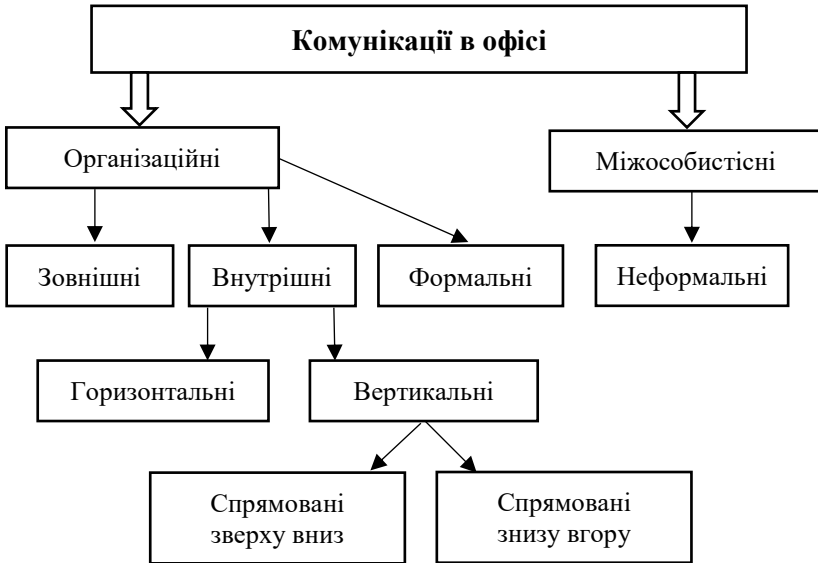 Комунікації в офісі
Організаційні
Міжособистісні
Зовнішні
Внутрішні
Формальні
Неформальні
Горизонтальні
Вертикальні
Спрямовані
зверху вниз
Спрямовані
знизу вгору